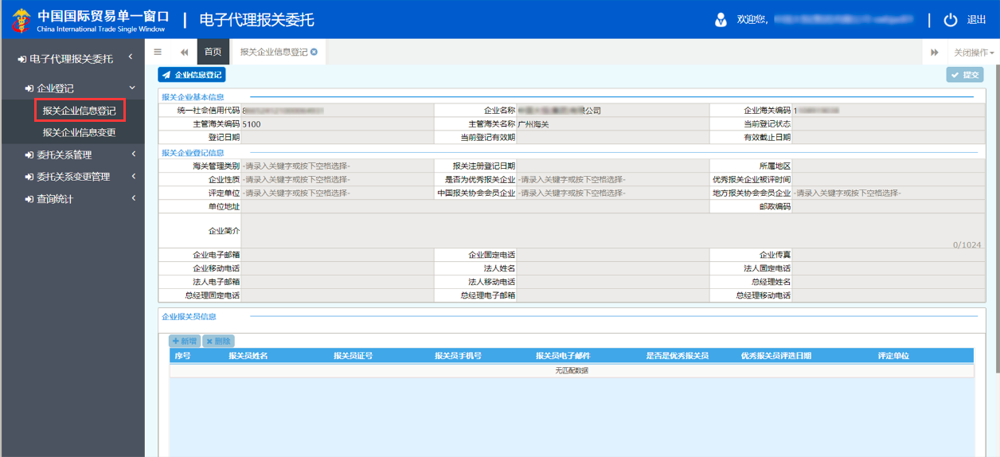 中国国际贸易单一窗口
China International Trade Single Window
电子代理报关委托
欢迎您,
退出
电子代理报关委托
企业登记
报关企业信息登记
报关企业信息变更
委托关系管理
委托关系变更管理
查询统计
首页
报关企业信息登记
关闭操作
企业信息登记
提交
报关企业基本信息
统一社会信用代码
企业名称 公司
企业海关编码 1
主管海关编码 5100
主管海关名称 广州海关
当前登记状态
登记日期
当前登记有效期
有效截止日期
报关企业登记信息
海关管理类别 -请录入关键字或按下空格选择-
报关注册登记日期
所属地区
企业性质 -请录入关键字或按下空格选择-
是否为优秀报关企业 -请录入关键字或按下空格选择-
优秀报关企业被评时间
评定单位 -请录入关键字或按下空格选择-
中国报关协会会员企业 -请录入关键字或按下空格选择-
地方报关协会会员企业 -请录入关键字或按下空格选择-
单位地址
邮政编码
企业简介
0/1024
企业电子邮箱
企业固定电话
企业传真
企业移动电话
法人姓名
法人固定电话
法人电子邮箱
法人移动电话
总经理姓名
总经理固定电话
总经理电子邮箱
总经理移动电话
企业报关员信息
新增
删除
序号
报关员姓名
报关员证号
报关员手机号
报关员电子邮件
是否是优秀报关员
优秀报关员评选日期
评定单位
无匹配数据